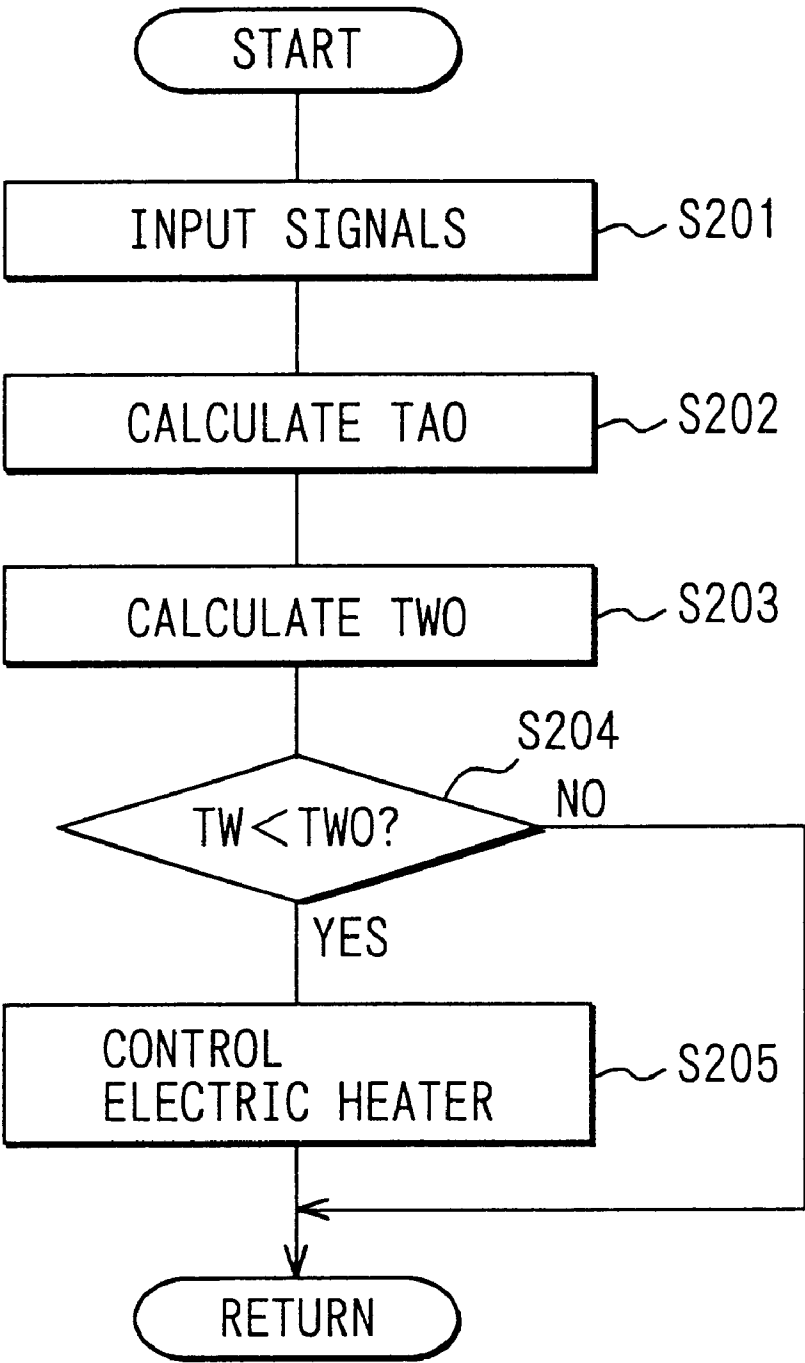 START
INPUT SIGNALS
S201
CALCULATE TAO
S202
CALCULATE TWO
S203
S204
TW<TWO?
NO
YES
CONTROL
ELECTRIC HEATER
S205
RETURN